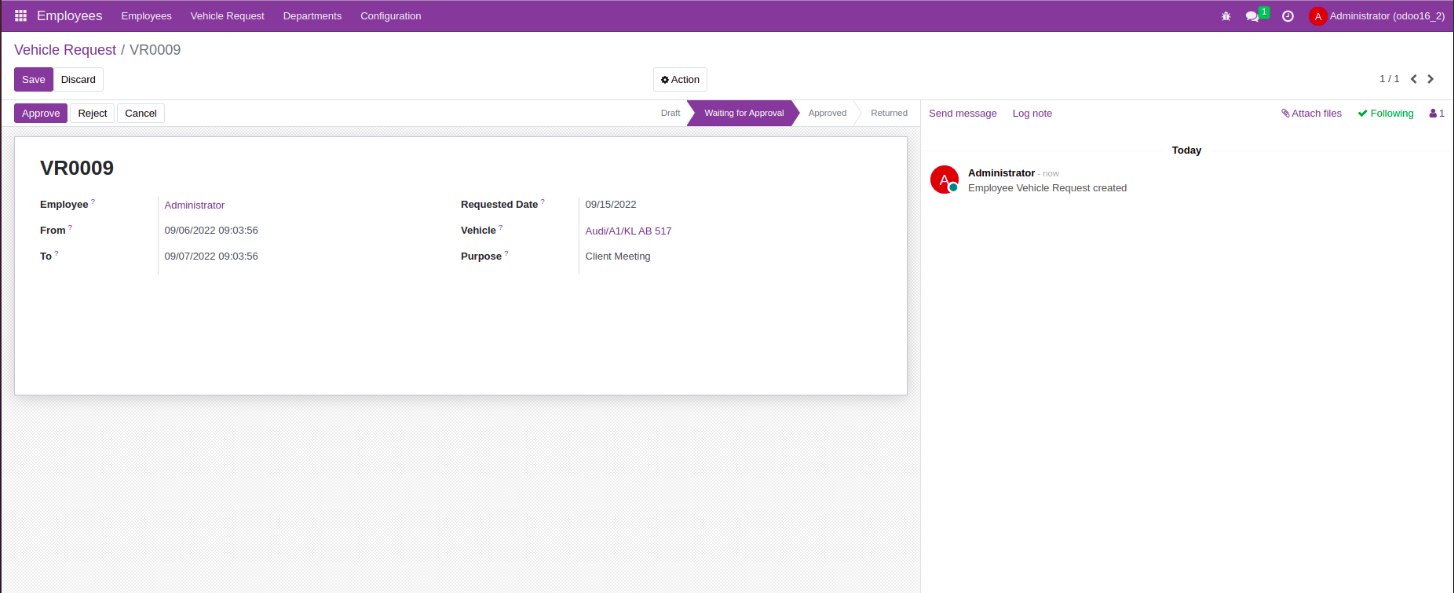 Employees Employees Vehicle Request Departments Configuration 1 A Administrator (odoo16_2)
Vehicle Request / VR0009
Save Discard Action 1 / 1
Approve Reject Cancel Draft Waiting for Approval Approved Returned Send message Log note Attach files Following 1
Today
VR0009
A Administrator - now
Employee Vehicle Request created
Employee ? Administrator Requested Date ? 09/15/2022
From ? 09/06/2022 09:03:56 Vehicle ? Audi/A1/KL AB 517
To ? 09/07/2022 09:03:56 Purpose ? Client Meeting